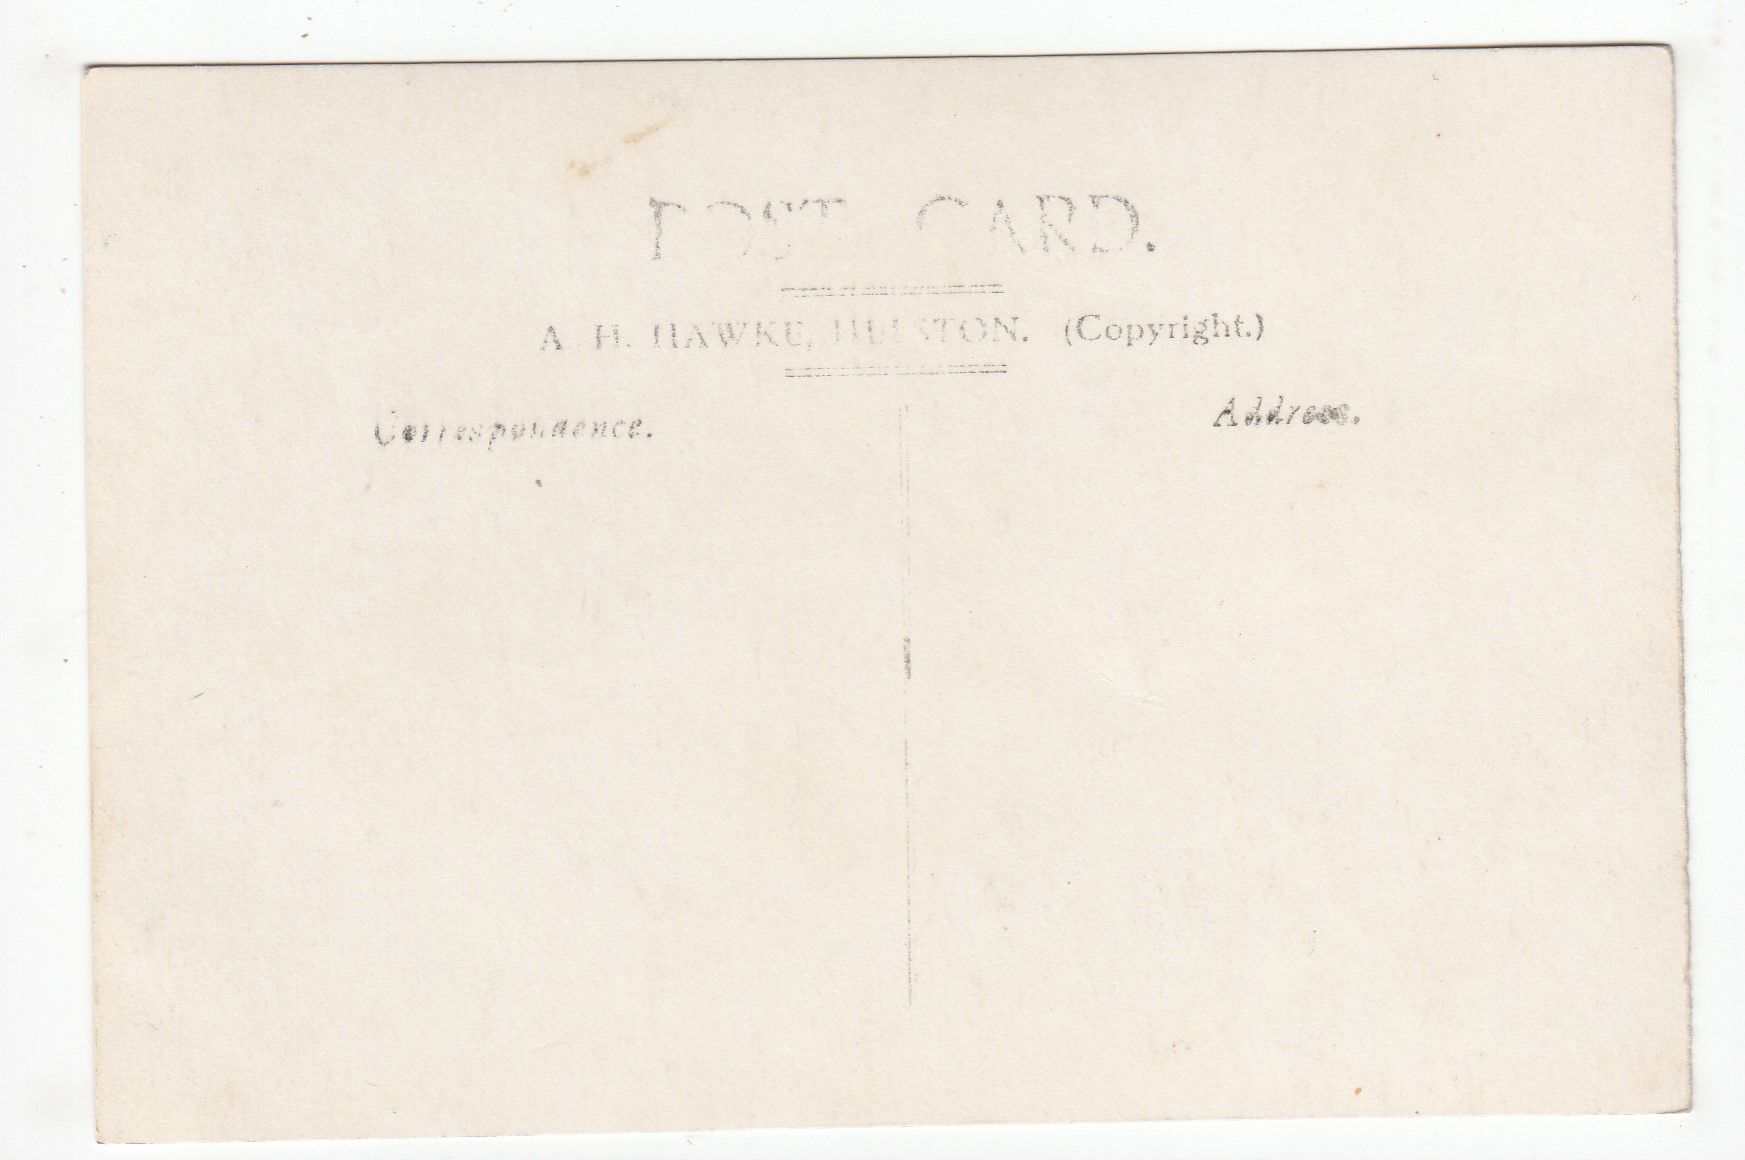 POST CARD.
A. H. HAWKE, HELSTON. (Copyright.)
Correspondence.
Address.